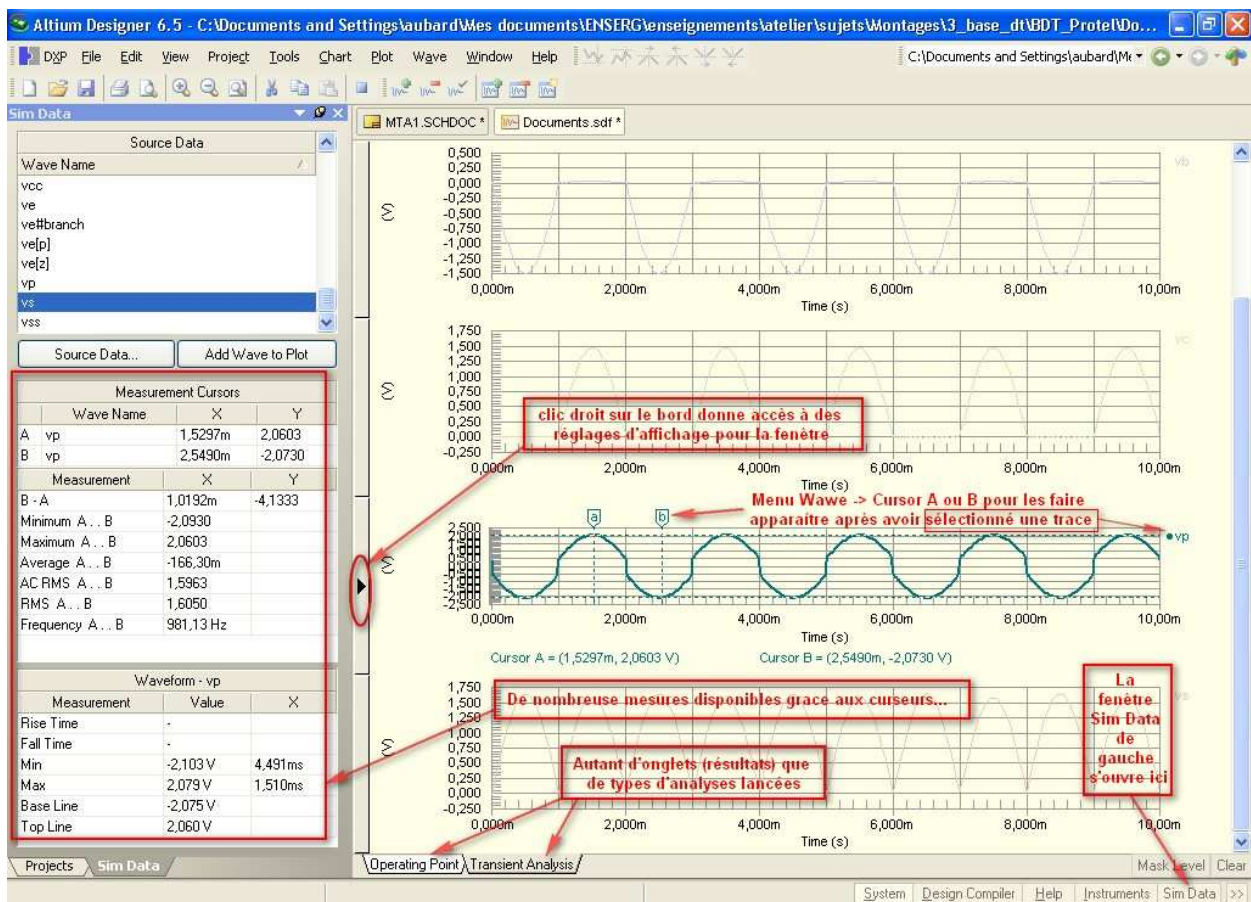 Altium Designer 6.5 - C:\Documents and Settings\aubard\Mes documents\ENSERG\enseignements\atelier\sujets\Montages\3_base_dt\BDT_Protel\Do...
DXP File Edit View Project Tools Chart Plot Wave Window Help
C:\Documents and Settings\aubard\Me
Sim Data
Source Data
Wave Name
vcc
ve
ve#branch
ve[p]
ve[z]
vp
vs
vss
Source Data... Add Wave to Plot
Measurement Cursors
Wave Name X Y
A vp 1,5297m 2,0603
B vp 2,5490m -2,0730
Measurement X Y
B - A 1,0192m -4,1333
Minimum A . . B -2,0930
Maximum A . . B 2,0603
Average A . . B -166,30m
AC RMS A . . B 1,5963
RMS A . . B 1,6050
Frequency A . . B 981,13 Hz
Waveform - vp
Measurement Value X
Rise Time -
Fall Time -
Min -2,103 V 4,491ms
Max 2,079 V 1,510ms
Base Line -2,075 V
Top Line 2,060 V
Projects Sim Data
MTA1.SCHDOC * Documents.sdf *
0,500
0,250
0,000
-0,250
-0,500
-0,750
-1,000
-1,250
-1,500
(V)
vb
0,000m 2,000m 4,000m 6,000m 8,000m 10,00m
Time (s)
1,750
1,500
1,250
1,000
0,750
0,500
0,250
0,000
-0,250
(V)
vc
clic droit sur le bord donne accès à des
réglages d'affichage pour la fenêtre
0,000m 2,000m 4,000m 6,000m 8,000m 10,00m
Time (s)
Menu Wawe -> Cursor A ou B pour les faire
apparaitre après avoir sélectionné une trace
2,500
-2,500
(V)
a b
vp
0,000m 2,000m 4,000m 6,000m 8,000m 10,00m
Time (s)
Cursor A = (1,5297m, 2,0603 V) Cursor B = (2,5490m, -2,0730 V)
1,750
1,500
1,250
1,000
0,750
0,500
0,250
0,000
-0,250
(V)
vs
De nombreuse mesures disponibles grace aux curseurs...
Autant d'onglets (résultats) que
de types d'analyses lancées
La
fenêtre
Sim Data
de
gauche
s'ouvre ici
0,000m 2,000m 4,000m 6,000m 8,000m 10,00m
Time (s)
Operating Point Transient Analysis
Mask Level Clear
System Design Compiler Help Instruments Sim Data >>